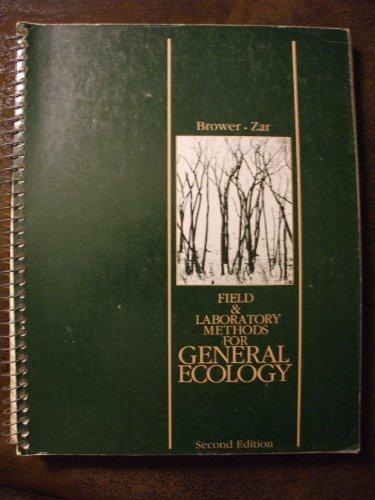 Brower - Zar
FIELD
&
LABORATORY
METHODS
FOR
GENERAL
ECOLOGY
Second Edition